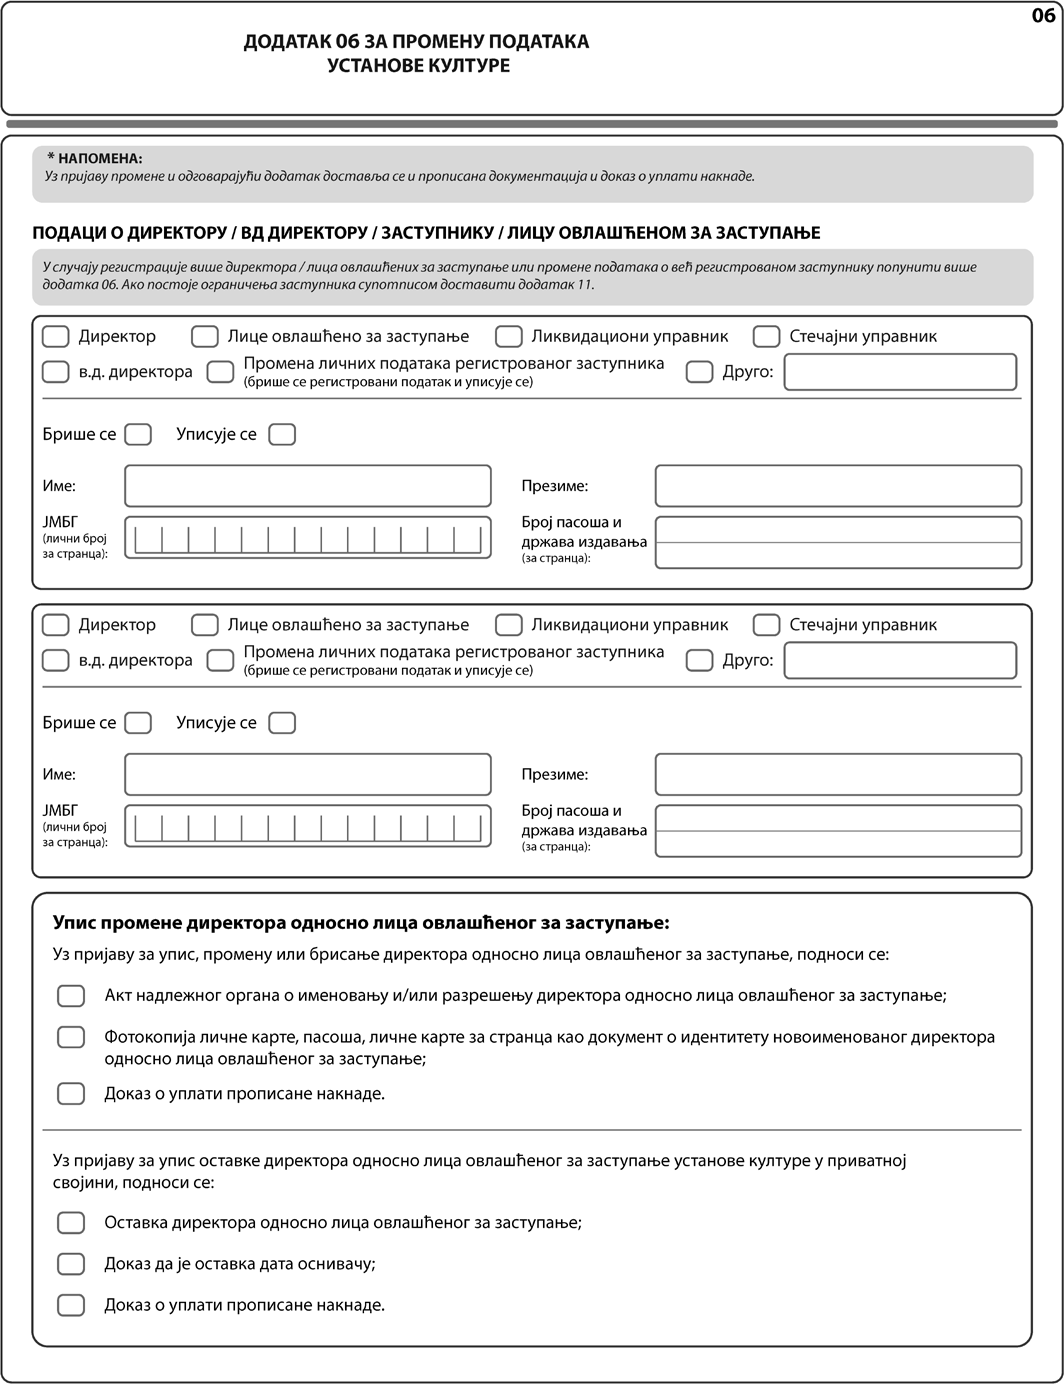 06
ДОДАТАК 06 ЗА ПРОМЕНУ ПОДАТАКА
УСТАНОВЕ КУЛТУРЕ
* НАПОМЕНА:
Уз пријаву промене и одговарајући додатак доставља се и прописана документација и доказ о уплати накнаде.
ПОДАЦИ О ДИРЕКТОРУ / ВД ДИРЕКТОРУ / ЗАСТУПНИКУ / ЛИЦУ ОВЛАШЋЕНОМ ЗА ЗАСТУПАЊЕ
У случају регистрације више директора / лица овлашћених за заступање или промене података о већ регистрованом заступнику попунити више
додатка 06. Ако постоје ограничења заступника супотписом доставити додатак 11.
Директор Лице овлашћено за заступање Ликвидациони управник Стечајни управник
в.д. директора Промена личних података регистрованог заступника Друго:
(брише се регистровани податак и уписује се)
Брише се Уписује се
Име: Презиме:
ЈМБГ Број пасоша и
(лични број држава издавања
за странца): (за странца):
Директор Лице овлашћено за заступање Ликвидациони управник Стечајни управник
в.д. директора Промена личних података регистрованог заступника Друго:
(брише се регистровани податак и уписује се)
Брише се Уписује се
Име: Презиме:
ЈМБГ Број пасоша и
(лични број држава издавања
за странца): (за странца):
Упис промене директора односно лица овлашћеног за заступање:
Уз пријаву за упис, промену или брисање директора односно лица овлашћеног за заступање, подноси се:
Акт надлежног органа о именовању и/или разрешењу директора односно лица овлашћеног за заступање;
Фотокопија личне карте, пасоша, личне карте за странца као документ о идентитету новоименованог директора
односно лица овлашћеног за заступање;
Доказ о уплати прописане накнаде.
Уз пријаву за упис оставке директора односно лица овлашћеног за заступање установе културе у приватној
својини, подноси се:
Оставка директора односно лица овлашћеног за заступање;
Доказ да је оставка дата оснивачу;
Доказ о уплати прописане накнаде.